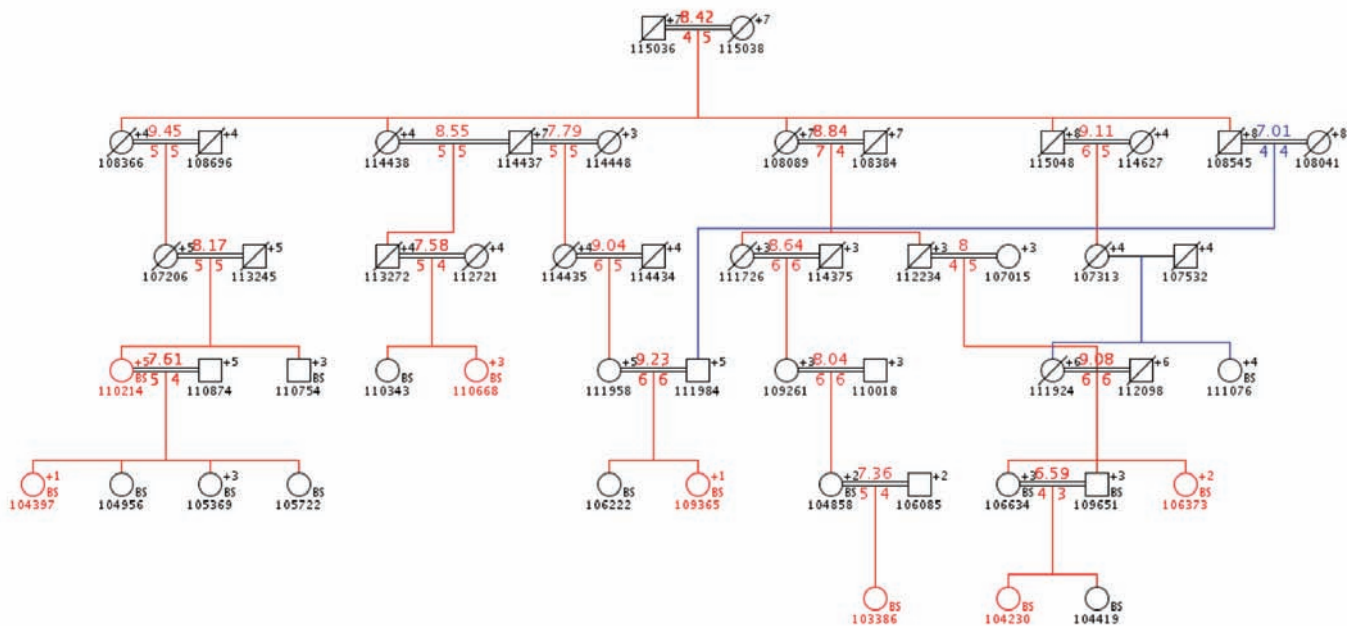 +7 8.42 +7
4 5
115036 115038
+4 9.45 +4 +4 8.55 +7 7.79 +3 +7 8.84 +7 +8 9.11 +4 +8 7.01 +8
5 5 5 5 5 5 7 4 6 5 4 4
108366 108696 114438 114437 114448 108089 108384 115048 114627 108545 108041
+5 8.17 +5 +4 7.58 +4 +4 9.04 +4 +3 8.64 +3 +3 8 +3 +4 +4
5 5 5 4 6 5 6 6 4 5
107206 113245 113272 112721 114435 114434 111726 114375 112234 107015 107313 107532
+5 7.61 +5 +3 +3 +5 9.23 +5 +3 8.04 +3 +6 9.08 +6 +4
BS 5 4 BS BS BS 6 6 6 6 6 6 BS
110214 110874 110754 110343 110668 111958 111984 109261 110018 111924 112098 111076
+1 +3 +1 +2 7.36 +2 +3 6.59 +3 +2
BS BS BS BS BS BS BS 5 4 BS 4 3 BS BS
104397 104956 105369 105722 106222 109365 104858 106085 106634 109651 106373
BS BS BS
103386 104230 104419